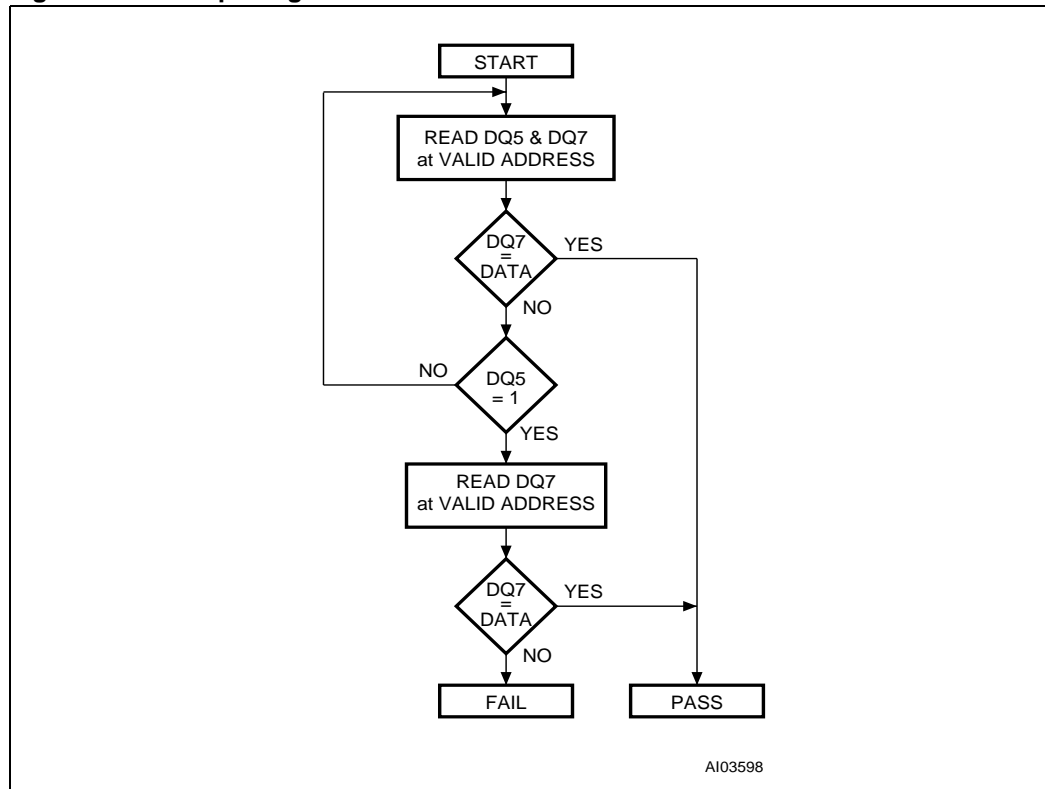 START
READ DQ5 & DQ7
at VALID ADDRESS
DQ7
=
DATA
YES
NO
DQ5
= 1
NO
YES
READ DQ7
at VALID ADDRESS
DQ7
=
DATA
YES
NO
FAIL
PASS
AI03598